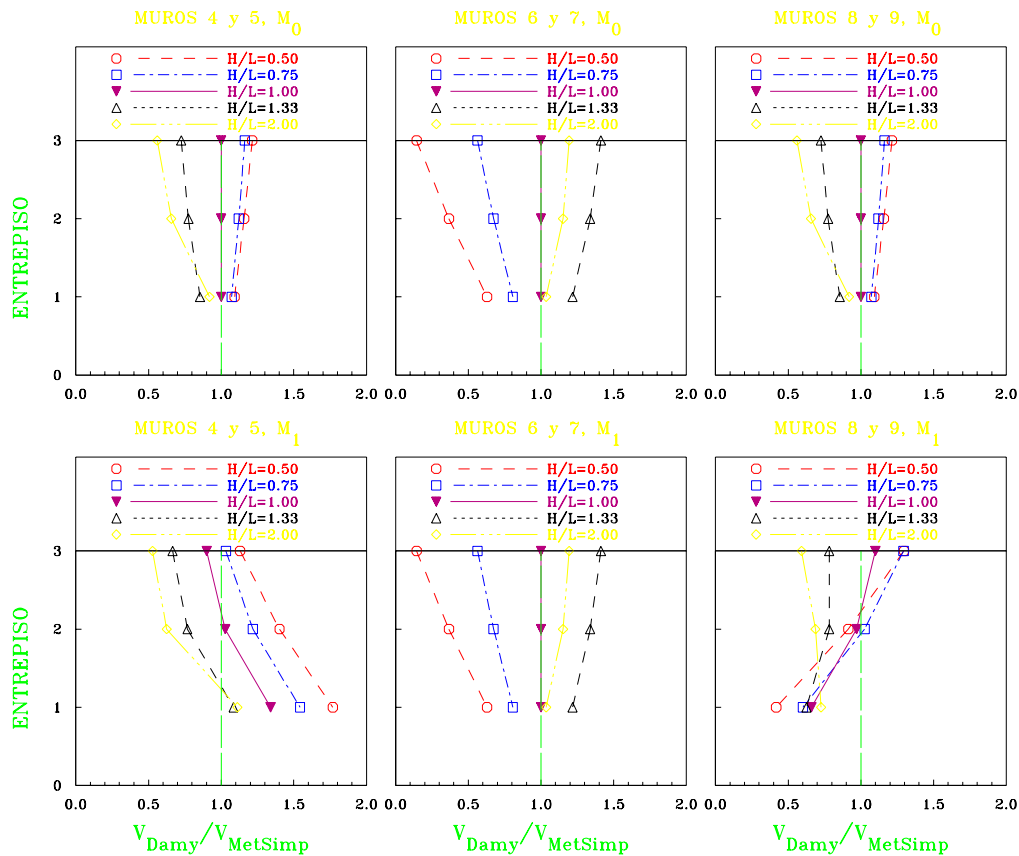 MUROS 4 y 5, M0
MUROS 6 y 7, M0
MUROS 8 y 9, M0
H/L=0.50
H/L=0.75
H/L=1.00
H/L=1.33
H/L=2.00
H/L=0.50
H/L=0.75
H/L=1.00
H/L=1.33
H/L=2.00
H/L=0.50
H/L=0.75
H/L=1.00
H/L=1.33
H/L=2.00
ENTREPISO
3
2
1
0
0.0 0.5 1.0 1.5 2.0
0.0 0.5 1.0 1.5 2.0
0.0 0.5 1.0 1.5 2.0
MUROS 4 y 5, M1
MUROS 6 y 7, M1
MUROS 8 y 9, M1
H/L=0.50
H/L=0.75
H/L=1.00
H/L=1.33
H/L=2.00
H/L=0.50
H/L=0.75
H/L=1.00
H/L=1.33
H/L=2.00
H/L=0.50
H/L=0.75
H/L=1.00
H/L=1.33
H/L=2.00
ENTREPISO
3
2
1
0
0.0 0.5 1.0 1.5 2.0
0.0 0.5 1.0 1.5 2.0
0.0 0.5 1.0 1.5 2.0
VDamy/VMetSimp
VDamy/VMetSimp
VDamy/VMetSimp